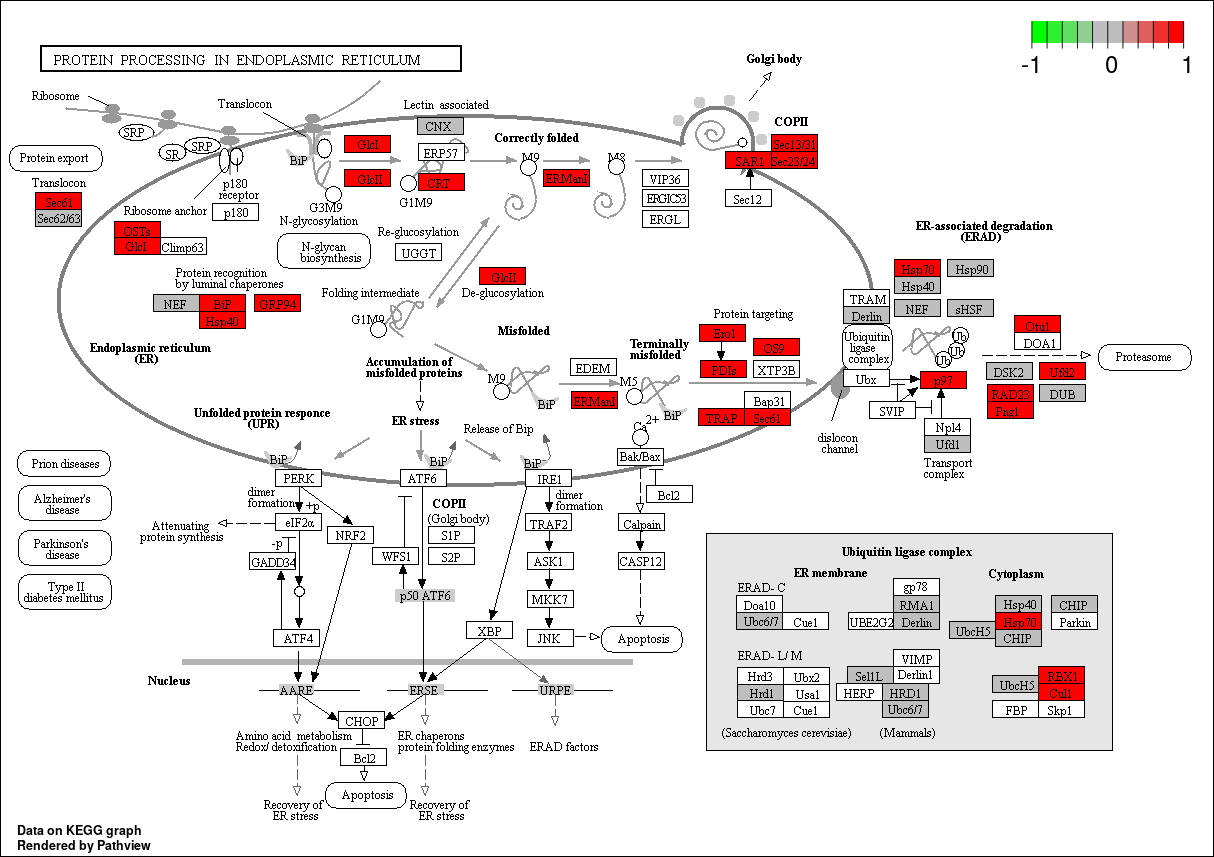 -1 0 1
PROTEIN PROCESSING IN ENDOPLASMIC RETICULUM
Golgi body
Ribosome
Translocon
Lectin associated
SRP
CNX
COPII
Correctly folded
SR
SRP
BiP
GlcI
ERP57
M9
M8
Sec13/31
SAR1
Sec23/24
Protein export
Translocon
Sec61
Sec62/63
p180
receptor
p180
Ribosome anchor
OSTs
GlcI
Climp63
GlcII
CRT
G1M9
G3M9
N-glycosylation
ERManI
VIP36
ERGIC53
ERGL
Sec12
N-glycan
biosynthesis
Re-glucosylation
UGGT
ER-associated degradation
(ERAD)
Protein recognition
by luminal chaperones
NEF
BiP
GRP94
Hsp40
GlcII
De-glucosylation
Folding intermediate
G1M9
Hsp70
Hsp90
Hsp40
TRAM
Derlin
NEF
sHSF
Endoplasmic reticulum
(ER)
Misfolded
Accumulation of
misfolded proteins
Terminally
misfolded
Protein targeting
Ero1
OS9
PDIs
XTP3B
Ubiquitin
ligase
complex
Ub
Ub
Ub
Otu1
DOA1
Proteasome
M9
BiP
EDEM
ERManI
M5
BiP
Ubx
p97
DSK2
Ufd2
RAD23
DUB
Png1
Bap31
TRAP
Sec61
SVIP
Npl4
Ufd1
Transport
complex
dislocon
channel
Unfolded protein responce
(UPR)
ER stress
Release of Bip
Ca2+
Bak/Bax
Bcl2
BiP
BiP
BiP
PERK
ATF6
IRE1
Prion diseases
Alzheimer's
disease
Parkinson's
disease
Type II
diabetes mellitus
dimer
formation
+p
eIF2α
Attenuating
protein synthesis
-p
GADD34
NRF2
COPII
(Golgi body)
S1P
S2P
WFS1
p50 ATF6
dimer
formation
TRAF2
ASK1
MKK7
JNK
XBP
Calpain
CASP12
Apoptosis
ATF4
Nucleus
AARE
ERSE
URPE
CHOP
Bcl2
Apoptosis
Amino acid metabolism
Redox/ detoxification
ER chaperons
protein folding enzymes
ERAD factors
Recovery of
ER stress
Recovery of
ER stress
Ubiquitin ligase complex
ER membrane
Cytoplasm
ERAD- C
Doa10
Ubc6/7
Cue1
gp78
RMA1
UBE2G2
Derlin
Hsp40
CHIP
Hsp70
Parkin
UbcH5
CHIP
ERAD- L/ M
Hrd3
Ubx2
Hrd1
Usa1
Ubc7
Cue1
VIMP
Sel1L
Derlin1
HERP
HRD1
Ubc6/7
RBX1
UbcH5
Cul1
FBP
Skp1
(Saccharomyces cerevisiae)
(Mammals)
Data on KEGG graph
Rendered by Pathview